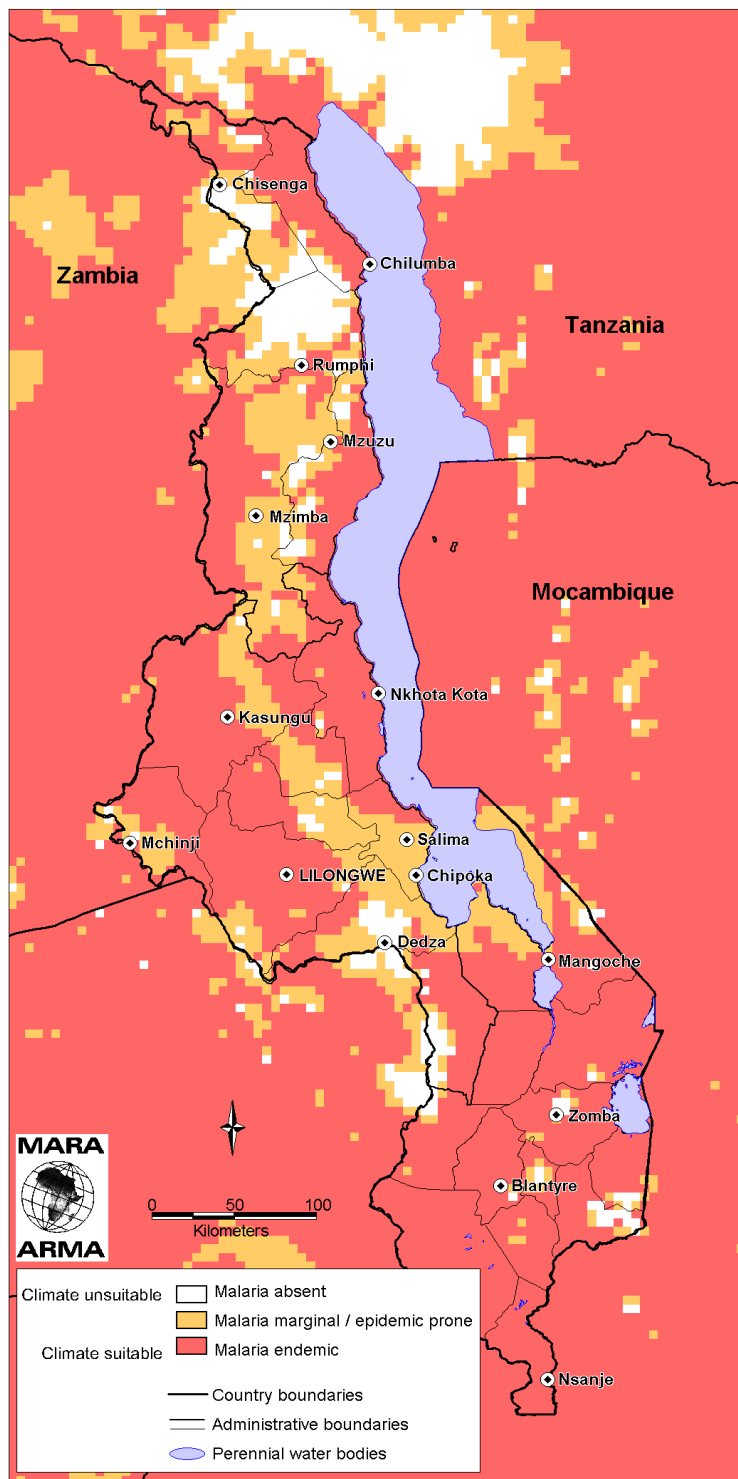 Chisenga
Chilumba
Zambia
Tanzania
Rumphi
Mzuzu
Mzimba
Mocambique
Nkhota Kota
Kasungu
Salima
Mchinji
LILONGWE
Chipoka
Dedza
Mangoche
Zomba
MARA
ARMA
Blantyre
0 50 100
Kilometers
Climate unsuitable
Malaria absent
Malaria marginal / epidemic prone
Climate suitable
Malaria endemic
Nsanje
Country boundaries
Administrative boundaries
Perennial water bodies